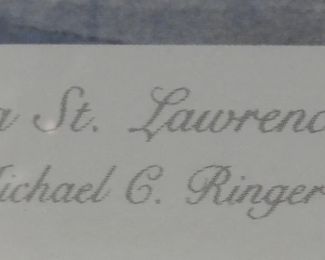 a St. Lawrenc
ichael C. Ringer